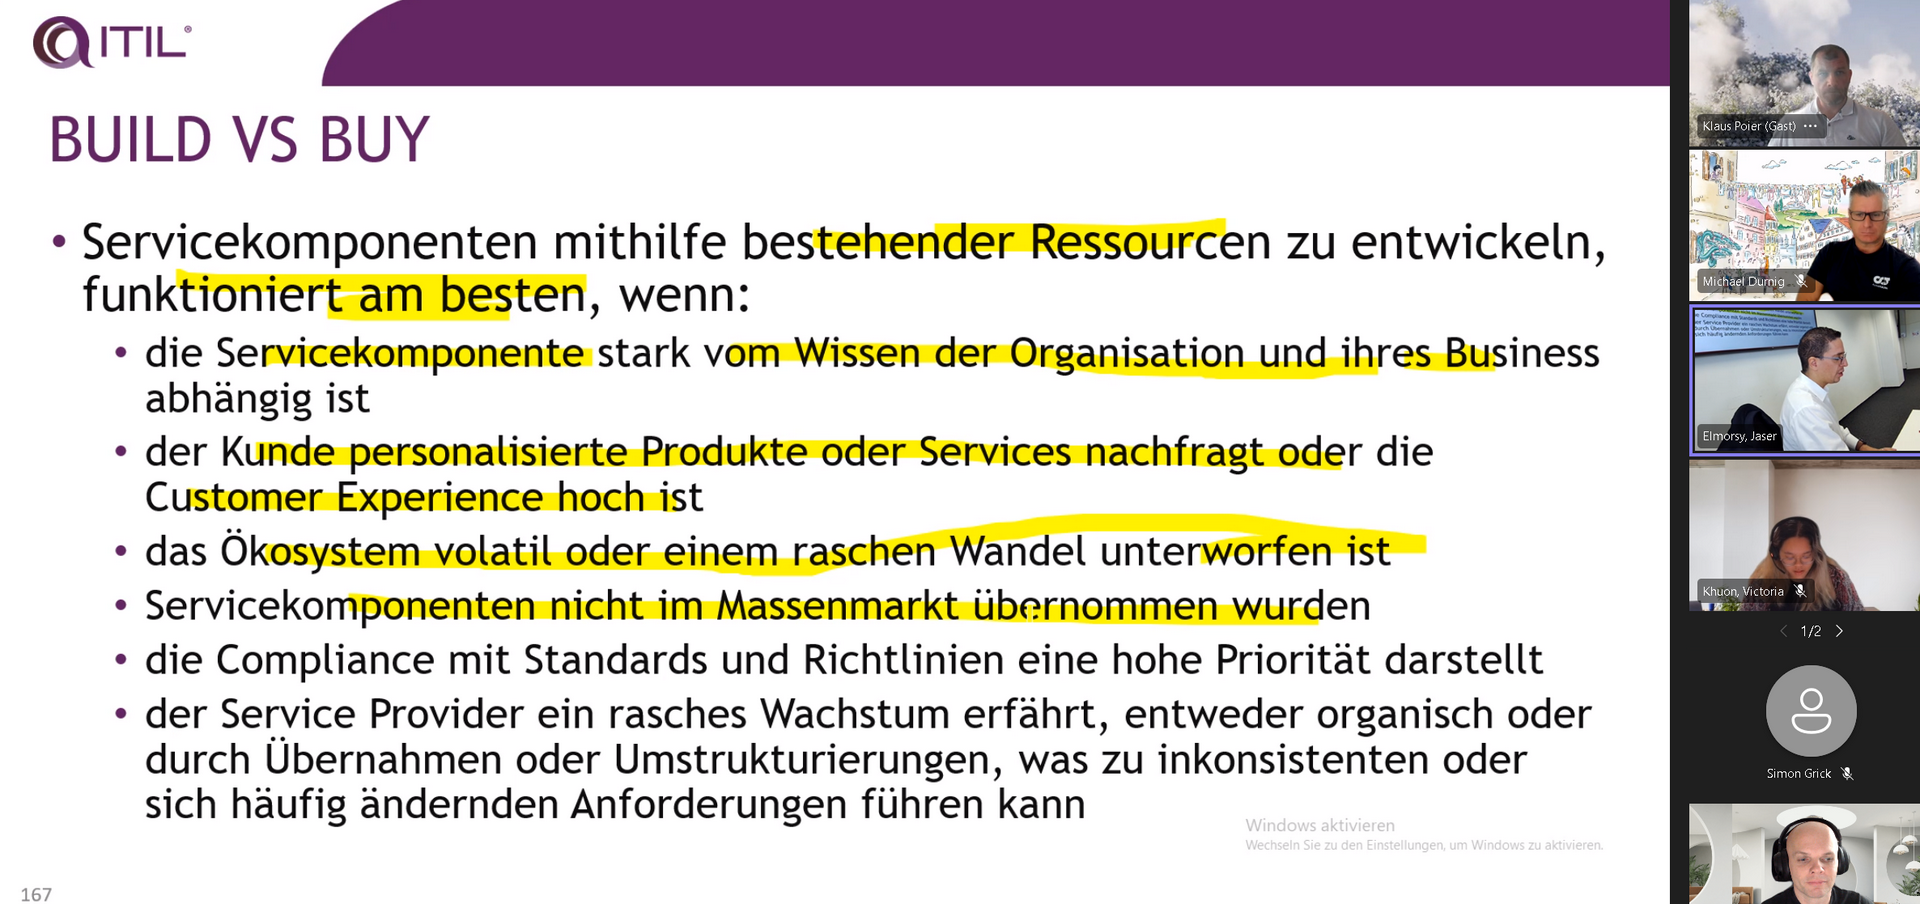 ITIL®
BUILD VS BUY
• Servicekomponenten mithilfe bestehender Ressourcen zu entwickeln,
funktioniert am besten, wenn:
• die Servicekomponente stark vom Wissen der Organisation und ihres Business
abhängig ist
• der Kunde personalisierte Produkte oder Services nachfragt oder die
Customer Experience hoch ist
• das Ökosystem volatil oder einem raschen Wandel unterworfen ist
• Servicekomponenten nicht im Massenmarkt übernommen wurden
• die Compliance mit Standards und Richtlinien eine hohe Priorität darstellt
• der Service Provider ein rasches Wachstum erfährt, entweder organisch oder
durch Übernahmen oder Umstrukturierungen, was zu inkonsistenten oder
sich häufig ändernden Anforderungen führen kann
Windows aktivieren
Wechseln Sie zu den Einstellungen, um Windows zu aktivieren.
167
Klaus Poier (Gast) •••
Michael Durnig
Elmorsy, Jaser
Khuon, Victoria
1/2
Simon Grick